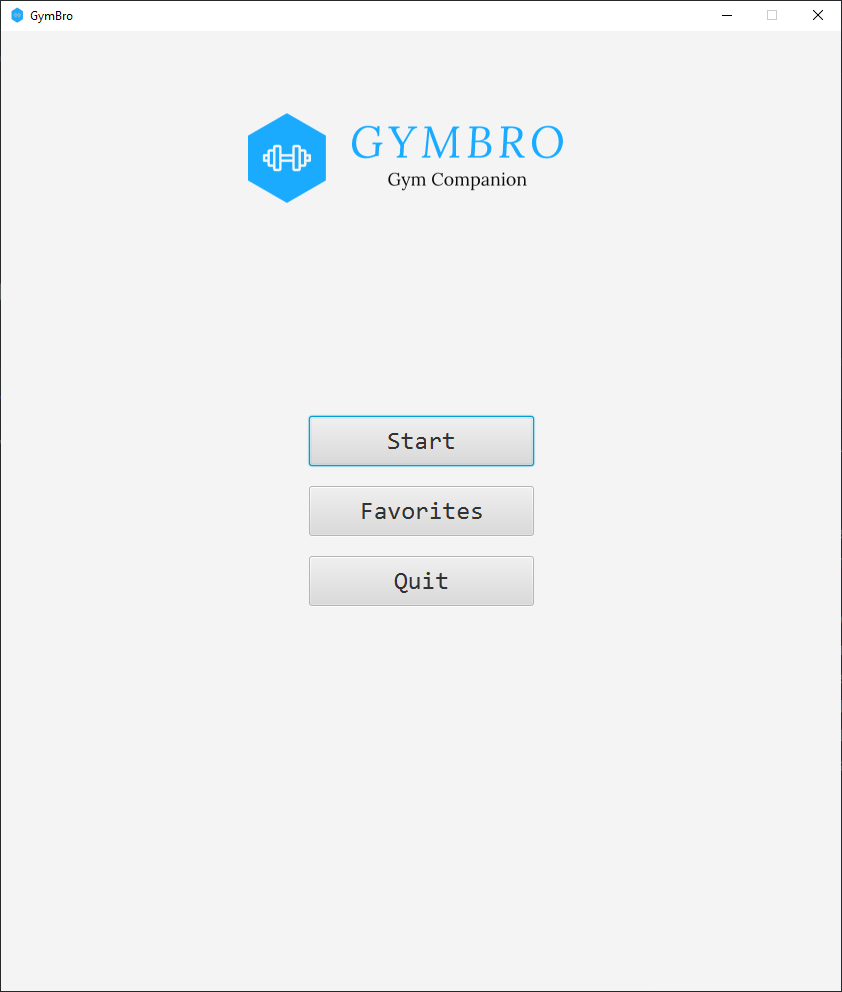 GymBro
GYMBRO
Gym Companion
Start
Favorites
Quit